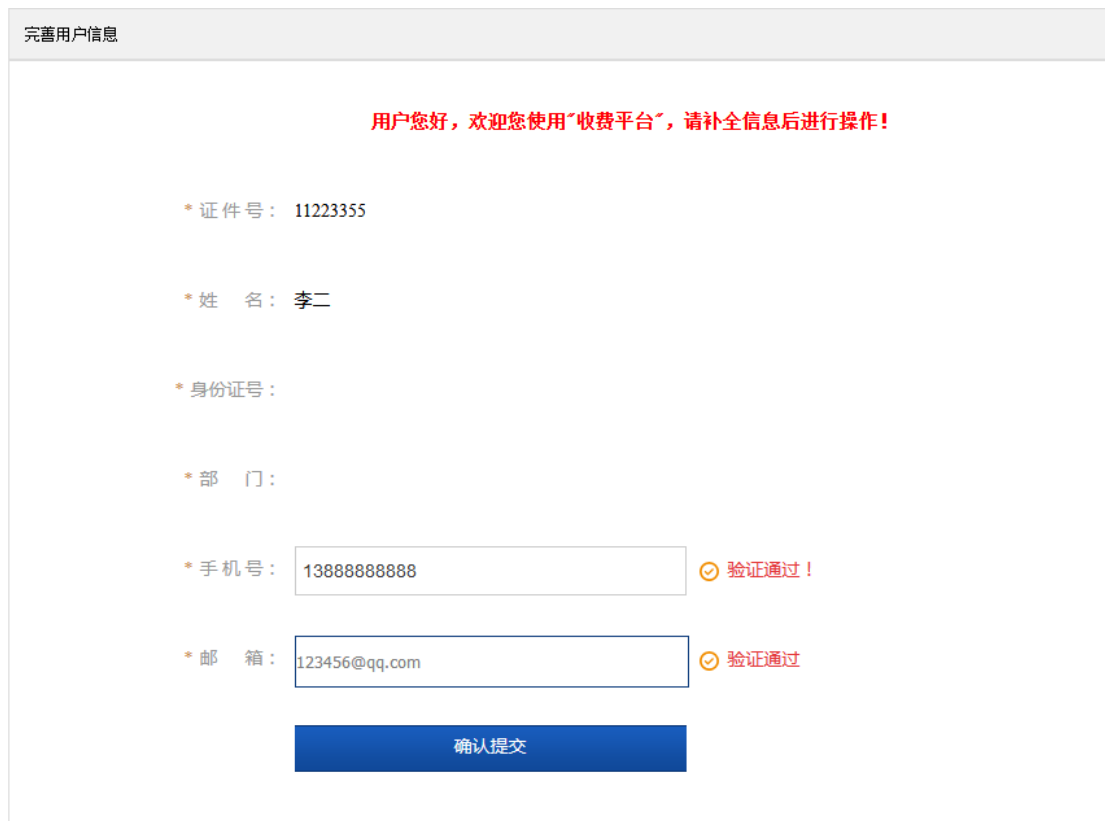 完善用户信息
用户您好，欢迎您使用"收费平台"，请补全信息后进行操作！
* 证件号： 11223355
* 姓 名： 李二
* 身份证号：
* 部 门：
* 手机号： 13888888888 验证通过！
* 邮 箱： 123456@qq.com 验证通过
确认提交